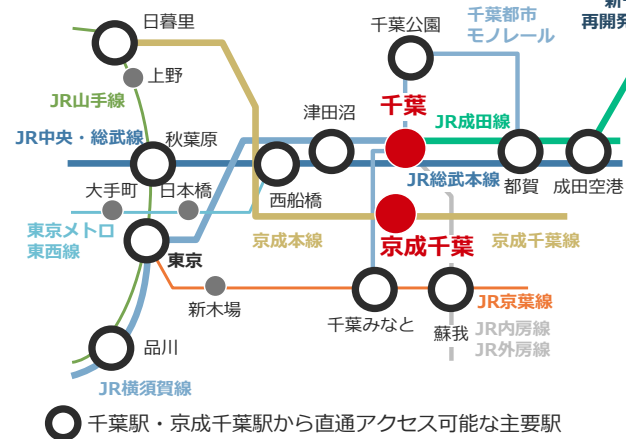 日暮里
千葉公園
千葉都市
モノレール
再開発
上野
JR山手線
津田沼
千葉
JR成田線
JR中央・総武線
秋葉原
大手町
日本橋
西船橋
JR総武本線
都賀
成田空港
東京メトロ
東西線
東京
京成本線
京成千葉
京成千葉線
新木場
千葉みなと
蘇我
JR京葉線
JR内房線
JR外房線
品川
JR横須賀線
千葉駅・京成千葉駅から直通アクセス可能な主要駅